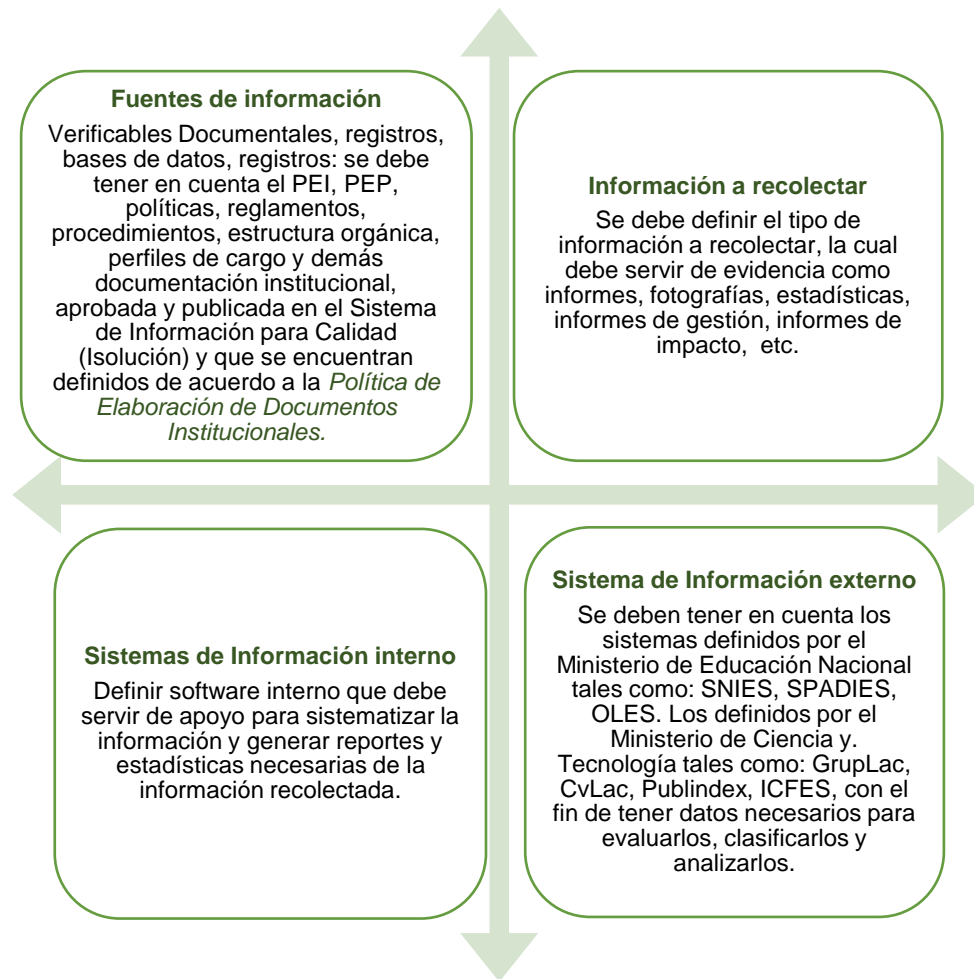 Fuentes de información
Verificables Documentales, registros,
bases de datos, registros: se debe
tener en cuenta el PEI, PEP,
políticas, reglamentos,
procedimientos, estructura orgánica,
perfiles de cargo y demás
documentación institucional,
aprobada y publicada en el Sistema
de Información para Calidad
(Isolución) y que se encuentran
definidos de acuerdo a la Política de
Elaboración de Documentos
Institucionales.
Información a recolectar
Se debe definir el tipo de
información a recolectar, la cual
debe servir de evidencia como
informes, fotografías, estadísticas,
informes de gestión, informes de
impacto, etc.
Sistemas de Información interno
Definir software interno que debe
servir de apoyo para sistematizar la
información y generar reportes y
estadísticas necesarias de la
información recolectada.
Sistema de Información externo
Se deben tener en cuenta los
sistemas definidos por el
Ministerio de Educación Nacional
tales como: SNIES, SPADIES,
OLES. Los definidos por el
Ministerio de Ciencia y.
Tecnología tales como: GrupLac,
CvLac, Publindex, ICFES, con el
fin de tener datos necesarios para
evaluarlos, clasificarlos y
analizarlos.